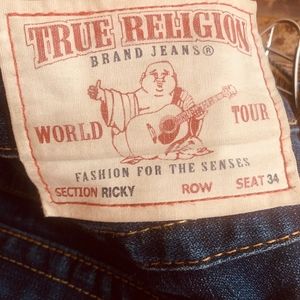 TRUE RELIGION
BRAND JEANS®
WORLD TOUR
FASHION FOR THE SENSES
SECTION RICKY ROW SEAT 34